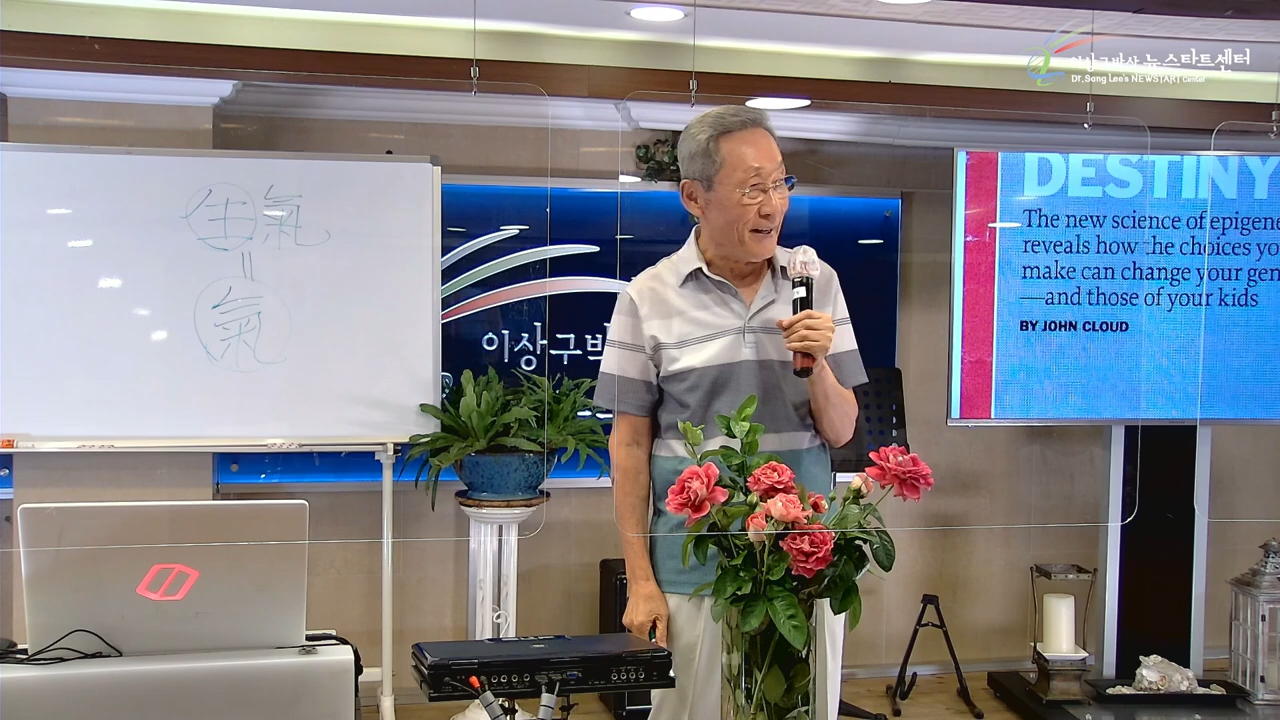 이상구박사 뉴스타트센터
Dr.Sang Lee's NEWSTART Center
生氣
=
氣
이상구박
DESTINY
The new science of epigene
reveals how the choices yo
make can change your gen
—and those of your kids
BY JOHN CLOUD